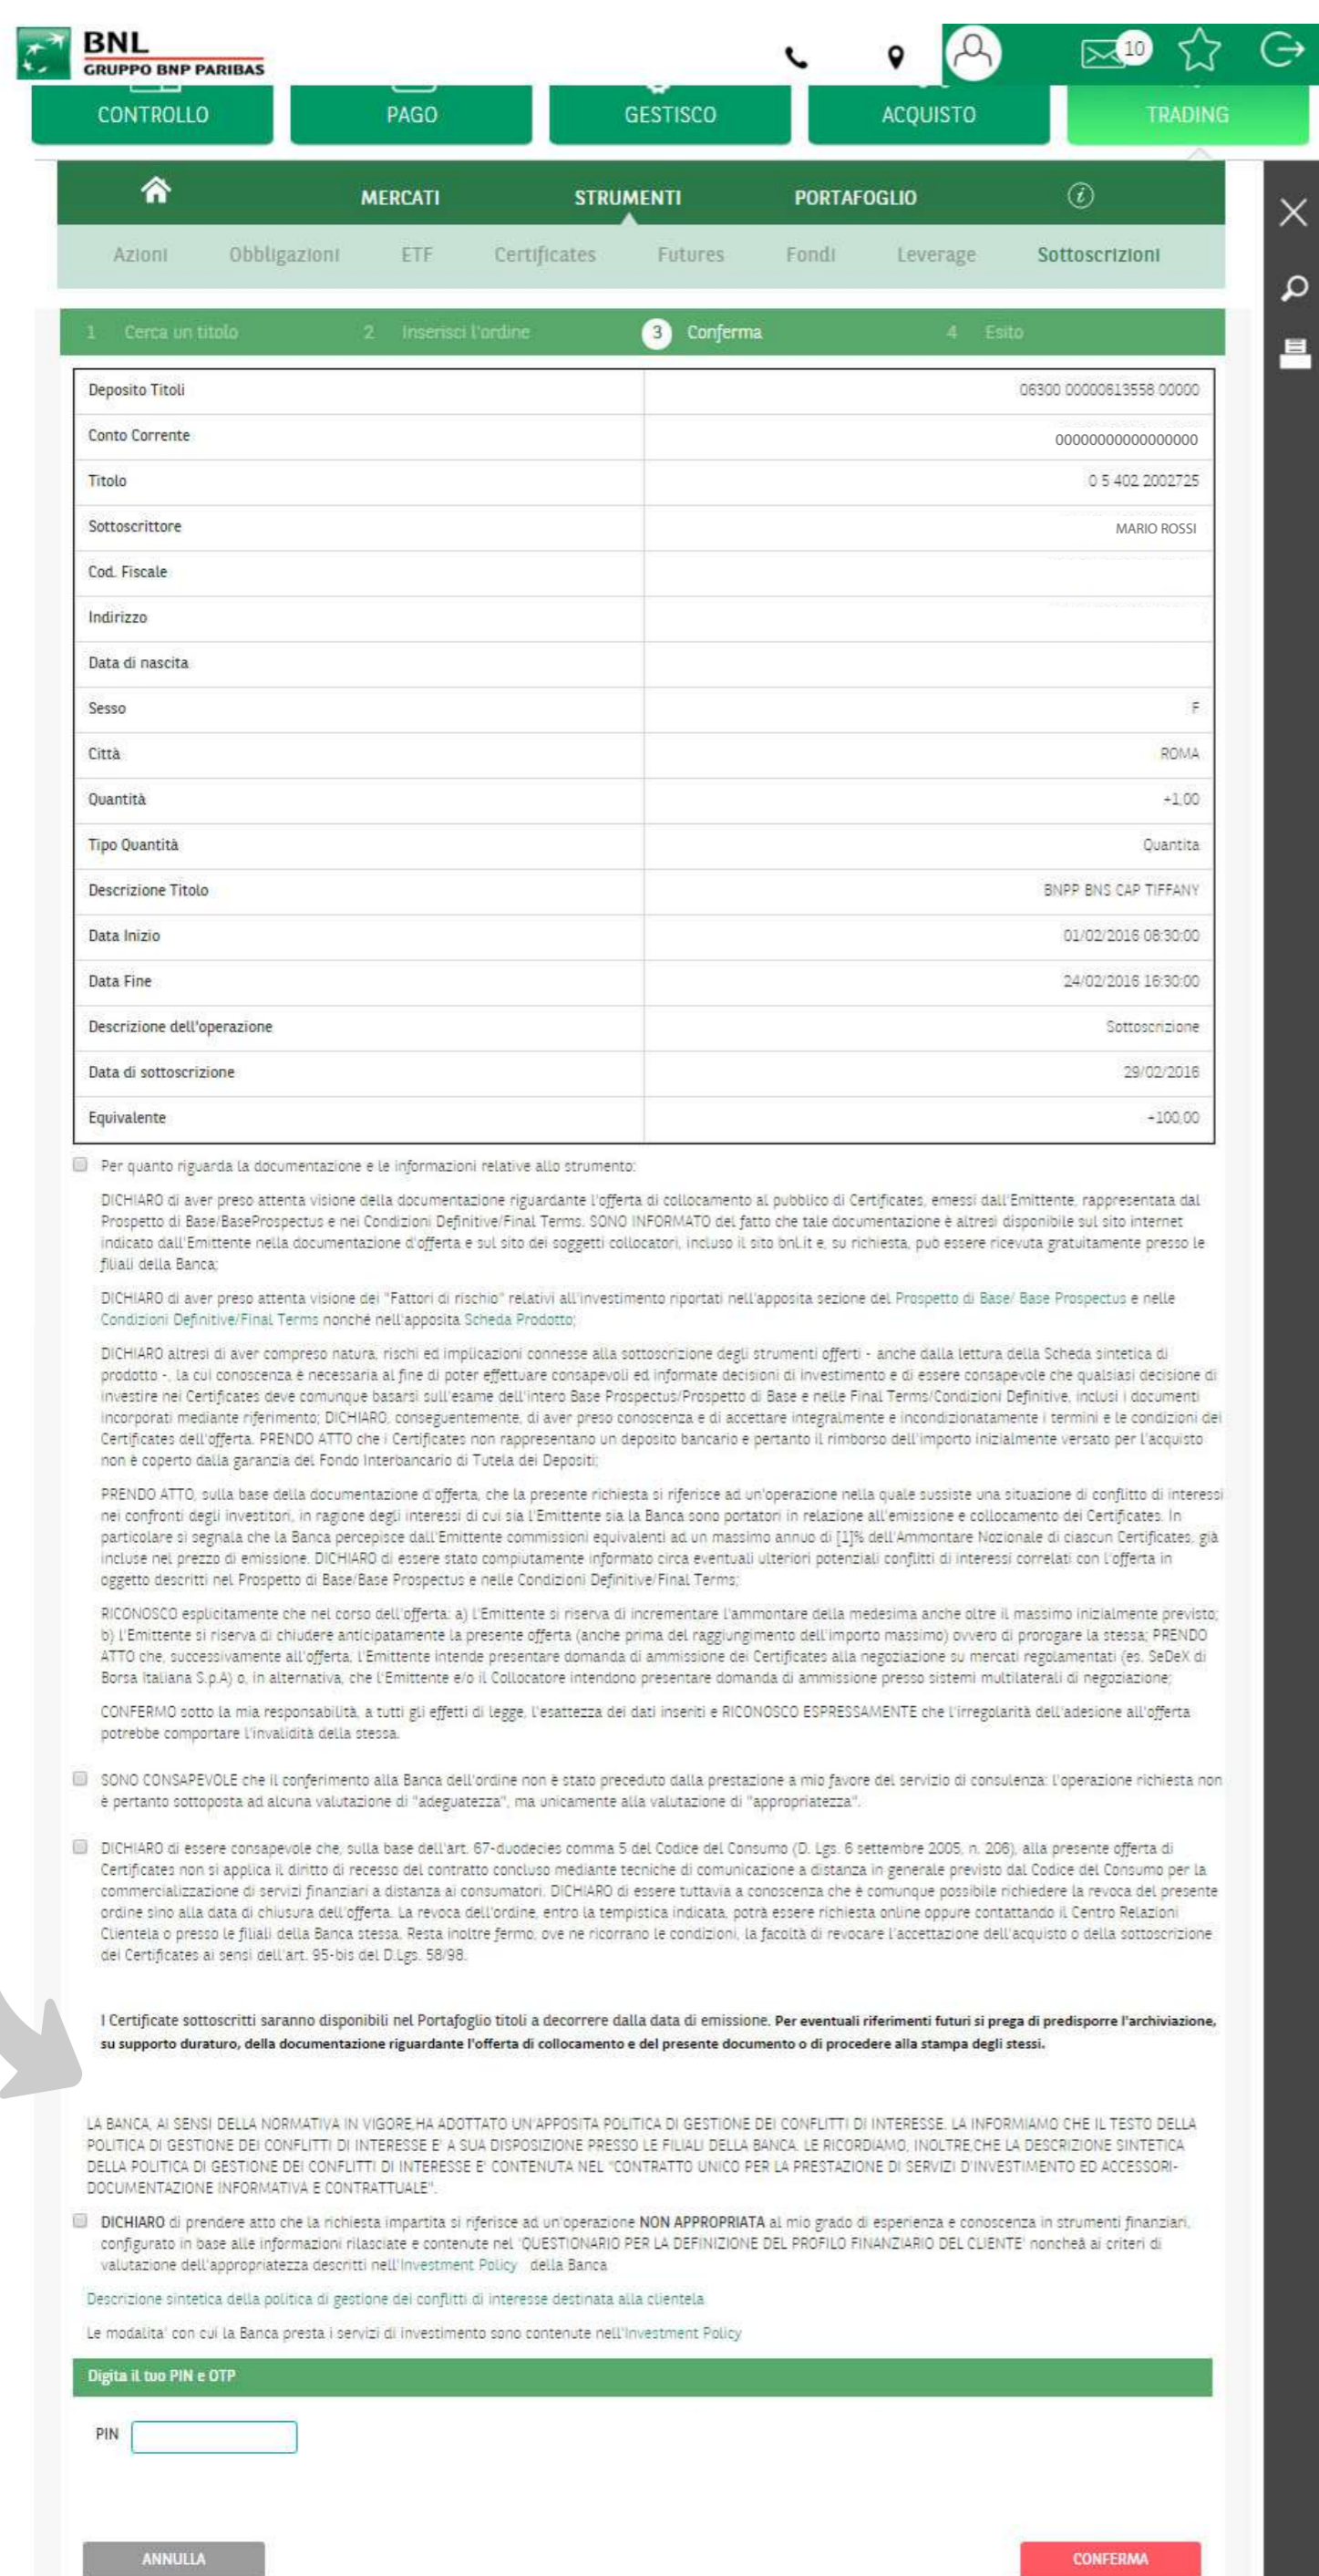 BNL
GRUPPO BNP PARIBAS
10
CONTROLLO
PAGO
GESTISCO
ACQUISTO
TRADING
MERCATI
STRUMENTI
PORTAFOGLIO
i
Azioni
Obbligazioni
ETF
Certificates
Futures
Fondi
Leverage
Sottoscrizioni
1 Cerca un titolo
2 Inserisci l'ordine
3 Conferma
4 Esito
Deposito Titoli 06300 00000613558 00000
Conto Corrente 00000000000000000
Titolo 0 5 402 2002725
Sottoscrittore MARIO ROSSI
Cod. Fiscale
Indirizzo
Data di nascita
Sesso F
Città ROMA
Quantità +1,00
Tipo Quantità Quantita
Descrizione Titolo BNPP BNS CAP TIFFANY
Data Inizio 01/02/2016 08:30:00
Data Fine 24/02/2016 16:30:00
Descrizione dell'operazione Sottoscrizione
Data di sottoscrizione 29/02/2016
Equivalente +100,00
Per quanto riguarda la documentazione e le informazioni relative allo strumento:
DICHIARO di aver preso attenta visione della documentazione riguardante l'offerta di collocamento al pubblico di Certificates, emessi dall'Emittente, rappresentata dal
Prospetto di Base/BaseProspectus e nei Condizioni Definitive/Final Terms. SONO INFORMATO del fatto che tale documentazione è altresì disponibile sul sito internet
indicato dall'Emittente nella documentazione d'offerta e sul sito dei soggetti collocatori, incluso il sito bnl.it e, su richiesta, può essere ricevuta gratuitamente presso le
filiali della Banca;
DICHIARO di aver preso attenta visione dei "Fattori di rischio" relativi all'investimento riportati nell'apposita sezione del Prospetto di Base/ Base Prospectus e nelle
Condizioni Definitive/Final Terms nonché nell'apposita Scheda Prodotto;
DICHIARO altresì di aver compreso natura, rischi ed implicazioni connesse alla sottoscrizione degli strumenti offerti - anche dalla lettura della Scheda sintetica di
prodotto -, la cui conoscenza è necessaria al fine di poter effettuare consapevoli ed informate decisioni di investimento e di essere consapevole che qualsiasi decisione di
investire nei Certificates deve comunque basarsi sull'esame dell'intero Base Prospectus/Prospetto di Base e nelle Final Terms/Condizioni Definitive, inclusi i documenti
incorporati mediante riferimento; DICHIARO, conseguentemente, di aver preso conoscenza e di accettare integralmente e incondizionatamente i termini e le condizioni dei
Certificates dell'offerta. PRENDO ATTO che i Certificates non rappresentano un deposito bancario e pertanto il rimborso dell'importo inizialmente versato per l'acquisto
non è coperto dalla garanzia del Fondo Interbancario di Tutela dei Depositi;
PRENDO ATTO, sulla base della documentazione d'offerta, che la presente richiesta si riferisce ad un'operazione nella quale sussiste una situazione di conflitto di interessi
nei confronti degli investitori, in ragione degli interessi di cui sia l'Emittente sia la Banca sono portatori in relazione all'emissione e collocamento dei Certificates. In
particolare si segnala che la Banca percepisce dall'Emittente commissioni equivalenti ad un massimo annuo di [1]% dell'Ammontare Nozionale di ciascun Certificates, già
incluse nel prezzo di emissione. DICHIARO di essere stato compiutamente informato circa eventuali ulteriori potenziali conflitti di interessi correlati con l'offerta in
oggetto descritti nel Prospetto di Base/Base Prospectus e nelle Condizioni Definitive/Final Terms;
RICONOSCO esplicitamente che nel corso dell'offerta: a) l'Emittente si riserva di incrementare l'ammontare della medesima anche oltre il massimo inizialmente previsto;
b) l'Emittente si riserva di chiudere anticipatamente la presente offerta (anche prima del raggiungimento dell'importo massimo) ovvero di prorogare la stessa; PRENDO
ATTO che, successivamente all'offerta, l'Emittente intende presentare domanda di ammissione dei Certificates alla negoziazione su mercati regolamentati (es. SeDeX di
Borsa Italiana S.p.A) o, in alternativa, che l'Emittente e/o il Collocatore intendono presentare domanda di ammissione presso sistemi multilaterali di negoziazione;
CONFERMO sotto la mia responsabilità, a tutti gli effetti di legge, l'esattezza dei dati inseriti e RICONOSCO ESPRESSAMENTE che l'irregolarità dell'adesione all'offerta
potrebbe comportare l'invalidità della stessa.
SONO CONSAPEVOLE che il conferimento alla Banca dell'ordine non è stato preceduto dalla prestazione a mio favore del servizio di consulenza: l'operazione richiesta non
è pertanto sottoposta ad alcuna valutazione di "adeguatezza", ma unicamente alla valutazione di "appropriatezza".
DICHIARO di essere consapevole che, sulla base dell'art. 67-duodecies comma 5 del Codice del Consumo (D. Lgs. 6 settembre 2005, n. 206), alla presente offerta di
Certificates non si applica il diritto di recesso del contratto concluso mediante tecniche di comunicazione a distanza in generale previsto dal Codice del Consumo per la
commercializzazione di servizi finanziari a distanza ai consumatori. DICHIARO di essere tuttavia a conoscenza che è comunque possibile richiedere la revoca del presente
ordine sino alla data di chiusura dell'offerta. La revoca dell'ordine, entro la tempistica indicata, potrà essere richiesta online oppure contattando il Centro Relazioni
Clientela o presso le filiali della Banca stessa. Resta inoltre fermo, ove ne ricorrano le condizioni, la facoltà di revocare l'accettazione dell'acquisto o della sottoscrizione
dei Certificates ai sensi dell'art. 95-bis del D.Lgs. 58/98.
I Certificate sottoscritti saranno disponibili nel Portafoglio titoli a decorrere dalla data di emissione. Per eventuali riferimenti futuri si prega di predisporre l'archiviazione,
su supporto duraturo, della documentazione riguardante l'offerta di collocamento e del presente documento o di procedere alla stampa degli stessi.
LA BANCA, AI SENSI DELLA NORMATIVA IN VIGORE,HA ADOTTATO UN'APPOSITA POLITICA DI GESTIONE DEI CONFLITTI DI INTERESSE. LA INFORMIAMO CHE IL TESTO DELLA
POLITICA DI GESTIONE DEI CONFLITTI DI INTERESSE E' A SUA DISPOSIZIONE PRESSO LE FILIALI DELLA BANCA. LE RICORDIAMO, INOLTRE,CHE LA DESCRIZIONE SINTETICA
DELLA POLITICA DI GESTIONE DEI CONFLITTI DI INTERESSE E' CONTENUTA NEL "CONTRATTO UNICO PER LA PRESTAZIONE DI SERVIZI D'INVESTIMENTO ED ACCESSORI-
DOCUMENTAZIONE INFORMATIVA E CONTRATTUALE".
DICHIARO di prendere atto che la richiesta impartita si riferisce ad un'operazione NON APPROPRIATA al mio grado di esperienza e conoscenza in strumenti finanziari,
configurato in base alle informazioni rilasciate e contenute nel 'QUESTIONARIO PER LA DEFINIZIONE DEL PROFILO FINANZIARIO DEL CLIENTE' noncheà ai criteri di
valutazione dell'appropriatezza descritti nell'Investment Policy della Banca
Descrizione sintetica della politica di gestione dei conflitti di interesse destinata alla clientela
Le modalita' con cui la Banca presta i servizi di investimento sono contenute nell'Investment Policy
Digita il tuo PIN e OTP
PIN
ANNULLA
CONFERMA